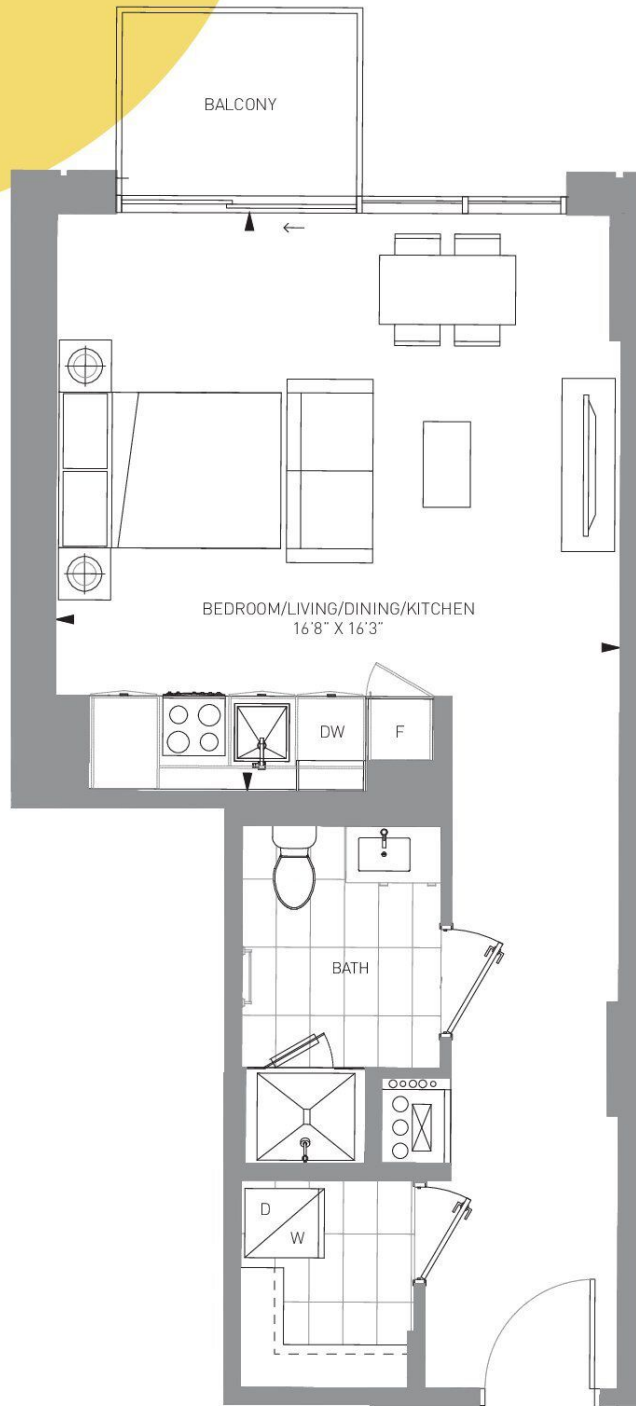 BALCONY
BEDROOM/LIVING/DINING/KITCHEN
16'8" X 16'3"
DW
F
BATH
D
W